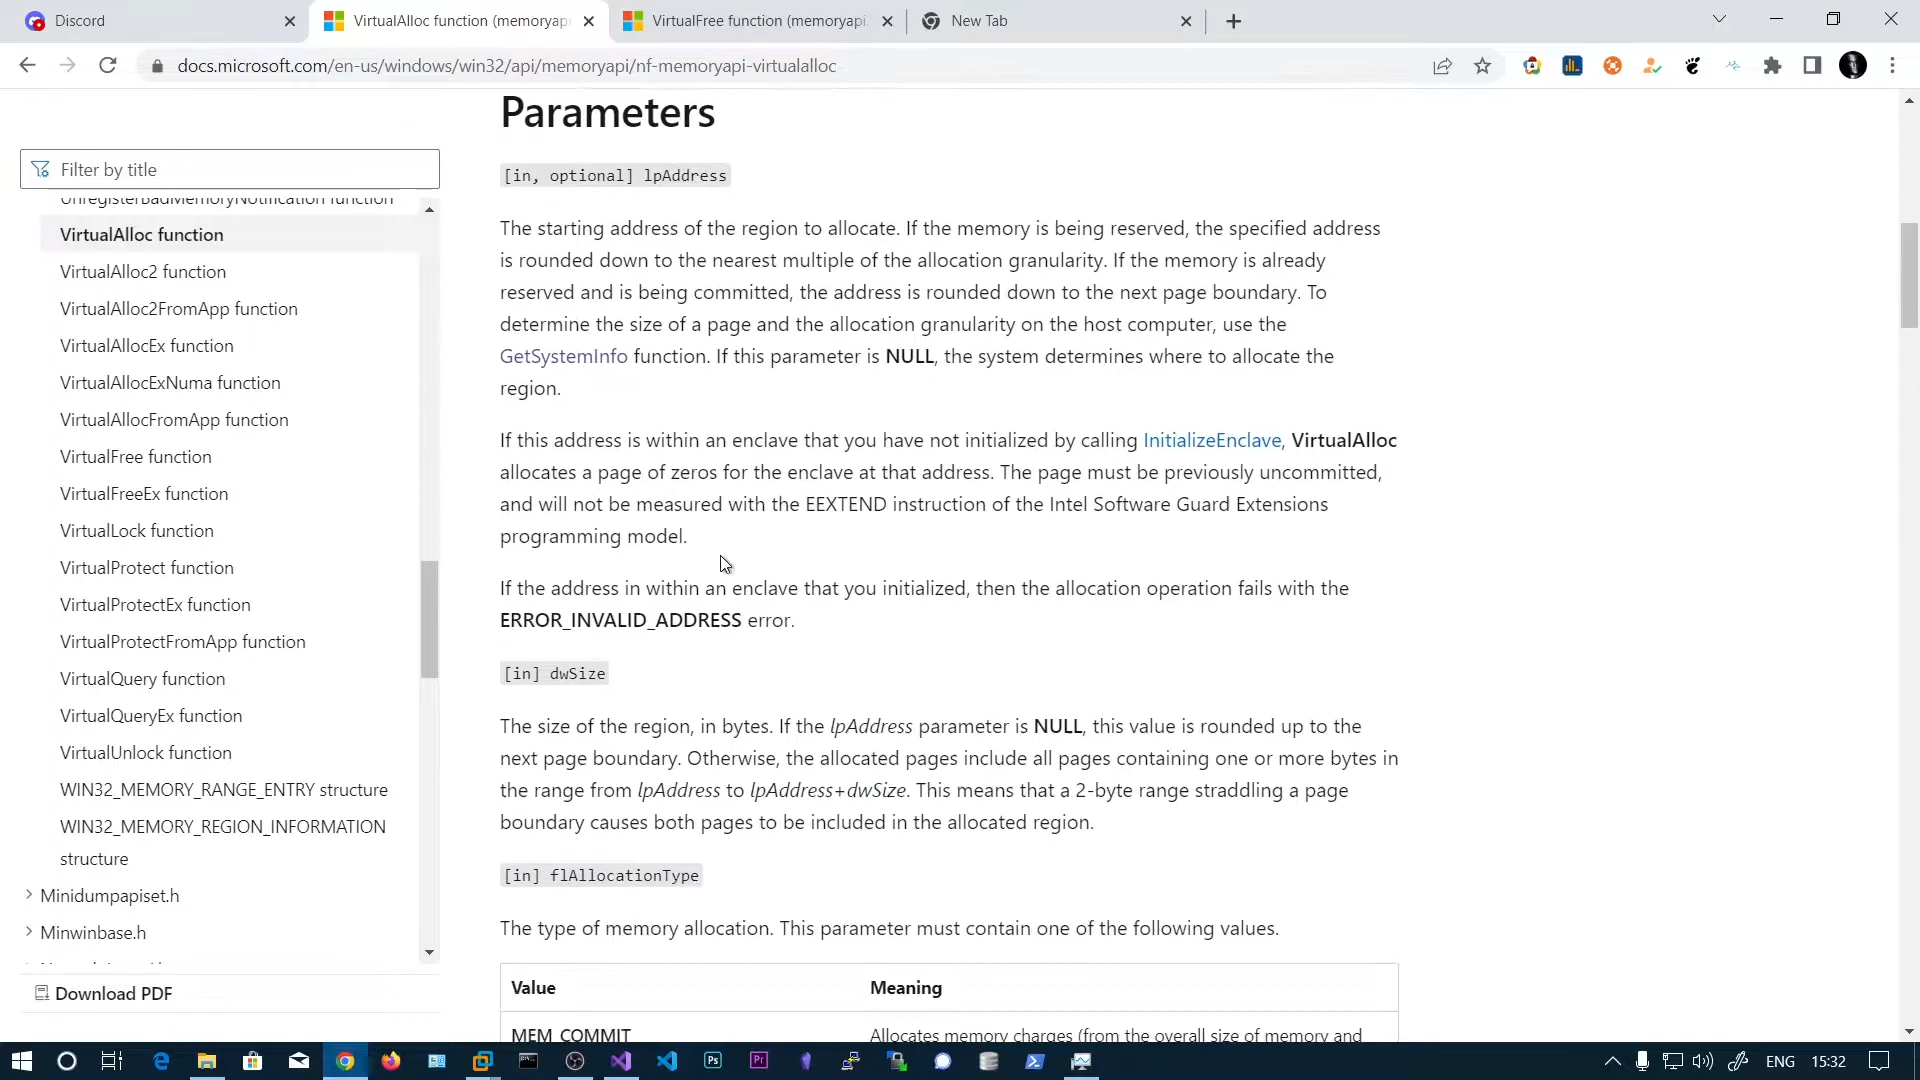 Discord
VirtualAlloc function (memoryap
VirtualFree function (memoryapi.
New Tab
docs.microsoft.com/en-us/windows/win32/api/memoryapi/nf-memoryapi-virtualalloc
Filter by title
UnregisterBadMemoryNotification function
VirtualAlloc function
VirtualAlloc2 function
VirtualAlloc2FromApp function
VirtualAllocEx function
VirtualAllocExNuma function
VirtualAllocFromApp function
VirtualFree function
VirtualFreeEx function
VirtualLock function
VirtualProtect function
VirtualProtectEx function
VirtualProtectFromApp function
VirtualQuery function
VirtualQueryEx function
VirtualUnlock function
WIN32_MEMORY_RANGE_ENTRY structure
WIN32_MEMORY_REGION_INFORMATION
structure
Minidumpapiset.h
Minwinbase.h
Download PDF
Parameters
[in, optional] lpAddress
The starting address of the region to allocate. If the memory is being reserved, the specified address
is rounded down to the nearest multiple of the allocation granularity. If the memory is already
reserved and is being committed, the address is rounded down to the next page boundary. To
determine the size of a page and the allocation granularity on the host computer, use the
GetSystemInfo function. If this parameter is NULL, the system determines where to allocate the
region.
If this address is within an enclave that you have not initialized by calling InitializeEnclave, VirtualAlloc
allocates a page of zeros for the enclave at that address. The page must be previously uncommitted,
and will not be measured with the EEXTEND instruction of the Intel Software Guard Extensions
programming model.
If the address in within an enclave that you initialized, then the allocation operation fails with the
ERROR_INVALID_ADDRESS error.
[in] dwSize
The size of the region, in bytes. If the lpAddress parameter is NULL, this value is rounded up to the
next page boundary. Otherwise, the allocated pages include all pages containing one or more bytes in
the range from lpAddress to lpAddress+dwSize. This means that a 2-byte range straddling a page
boundary causes both pages to be included in the allocated region.
[in] flAllocationType
The type of memory allocation. This parameter must contain one of the following values.
Value Meaning
MEM_COMMIT Allocates memory charges (from the overall size of memory and
Ps
Pr
ENG 15:32